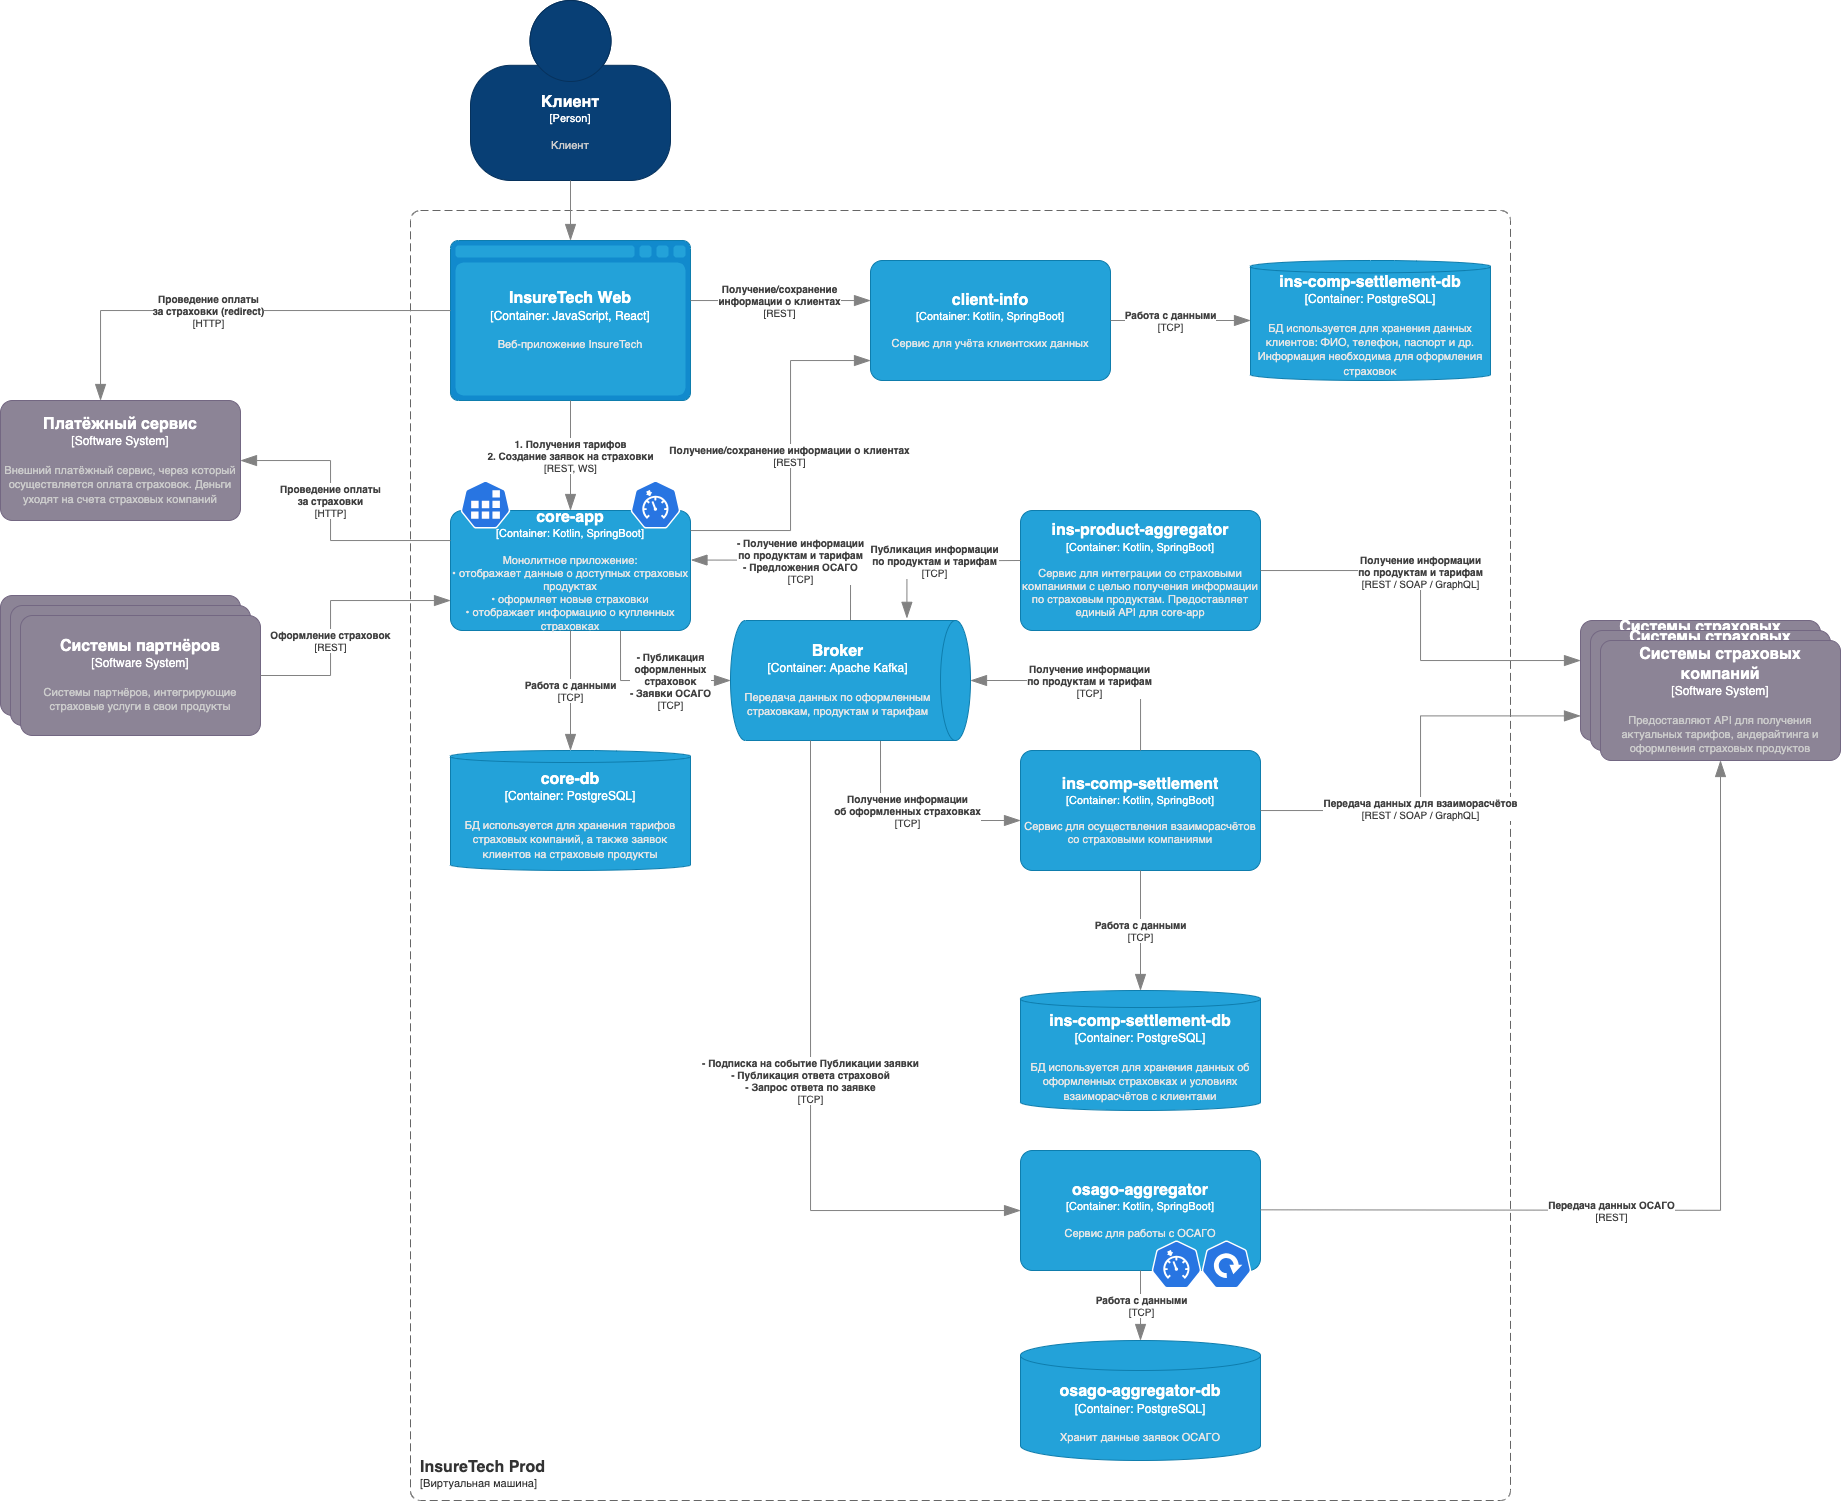 Клиент
[Person]
Клиент
InsureTech Web
[Container: JavaScript, React]
Веб-приложение InsureTech
Получение/сохранение
информации о клиентах
[REST]
client-info
[Container: Kotlin, SpringBoot]
Сервис для учёта клиентских данных
Работа с данными
[TCP]
ins-comp-settlement-db
[Container: PostgreSQL]
БД используется для хранения данных
клиентов: ФИО, телефон, паспорт и др.
Информация необходима для оформления
страховок
Проведение оплаты
за страховки (redirect)
[HTTP]
Платёжный сервис
[Software System]
Внешний платёжный сервис, через который
осуществляется оплата страховок. Деньги
уходят на счета страховых компаний
1. Получения тарифов
2. Создание заявок на страховки
[REST, WS]
Получение/сохранение информации о клиентах
[REST]
Проведение оплаты
за страховки
[HTTP]
core-app
[Container: Kotlin, SpringBoot]
Монолитное приложение:
• отображает данные о доступных страховых
продуктах
• оформляет новые страховки
• отображает информацию о купленных
страховках
- Получение информации
по продуктам и тарифам
- Предложения ОСАГО
[TCP]
Публикация информации
по продуктам и тарифам
[TCP]
ins-product-aggregator
[Container: Kotlin, SpringBoot]
Сервис для интеграции со страховыми
компаниями с целью получения информации
по страховым продуктам. Предоставляет
единый API для core-app
Получение информации
по продуктам и тарифам
[REST / SOAP / GraphQL]
Системы партнёров
[Software System]
Системы партнёров, интегрирующие
страховые услуги в свои продукты
Оформление страховок
[REST]
Работа с данными
[TCP]
- Публикация
оформленных
страховок
- Заявки ОСАГО
[TCP]
Broker
[Container: Apache Kafka]
Передача данных по оформленным
страховкам, продуктам и тарифам
Получение информации
по продуктам и тарифам
[TCP]
Системы страховых
Системы страховых
Системы страховых
компаний
[Software System]
Предоставляют API для получения
актуальных тарифов, андерайтинга и
оформления страховых продуктов
core-db
[Container: PostgreSQL]
БД используется для хранения тарифов
страховых компаний, а также заявок
клиентов на страховые продукты
Получение информации
об оформленных страховках
[TCP]
ins-comp-settlement
[Container: Kotlin, SpringBoot]
Сервис для осуществления взаиморасчётов
со страховыми компаниями
Передача данных для взаиморасчётов
[REST / SOAP / GraphQL]
Работа с данными
[TCP]
ins-comp-settlement-db
[Container: PostgreSQL]
БД используется для хранения данных об
оформленных страховках и условиях
взаиморасчётов с клиентами
- Подписка на событие Публикации заявки
- Публикация ответа страховой
- Запрос ответа по заявке
[TCP]
osago-aggregator
[Container: Kotlin, SpringBoot]
Сервис для работы с ОСАГО
Передача данных ОСАГО
[REST]
Работа с данными
[TCP]
osago-aggregator-db
[Container: PostgreSQL]
Хранит данные заявок ОСАГО
InsureTech Prod
[Виртуальная машина]